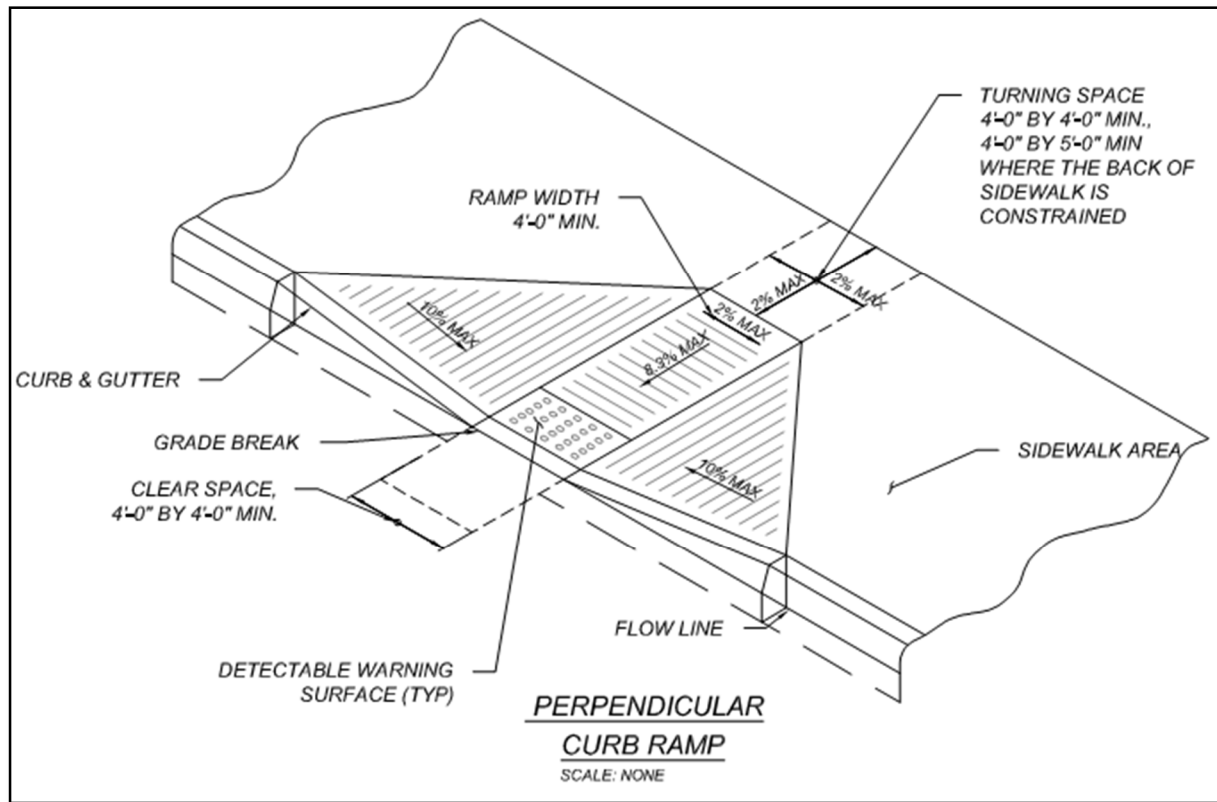 TURNING SPACE
4'-0" BY 4'-0" MIN.,
4'-0" BY 5'-0" MIN
WHERE THE BACK OF
SIDEWALK IS
CONSTRAINED
RAMP WIDTH
4'-0" MIN.
2% MAX
2% MAX
2% MAX
10% MAX
8.3% MAX
CURB & GUTTER
GRADE BREAK
SIDEWALK AREA
10% MAX
CLEAR SPACE,
4'-0" BY 4'-0" MIN.
FLOW LINE
DETECTABLE WARNING
SURFACE (TYP)
PERPENDICULAR
CURB RAMP
SCALE: NONE